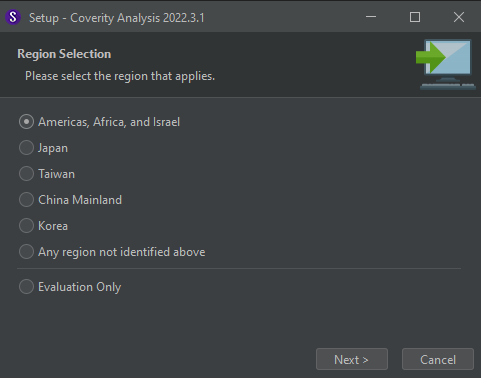 S Setup - Coverity Analysis 2022.3.1
Region Selection
Please select the region that applies.
Americas, Africa, and Israel
Japan
Taiwan
China Mainland
Korea
Any region not identified above
Evaluation Only
Next > Cancel